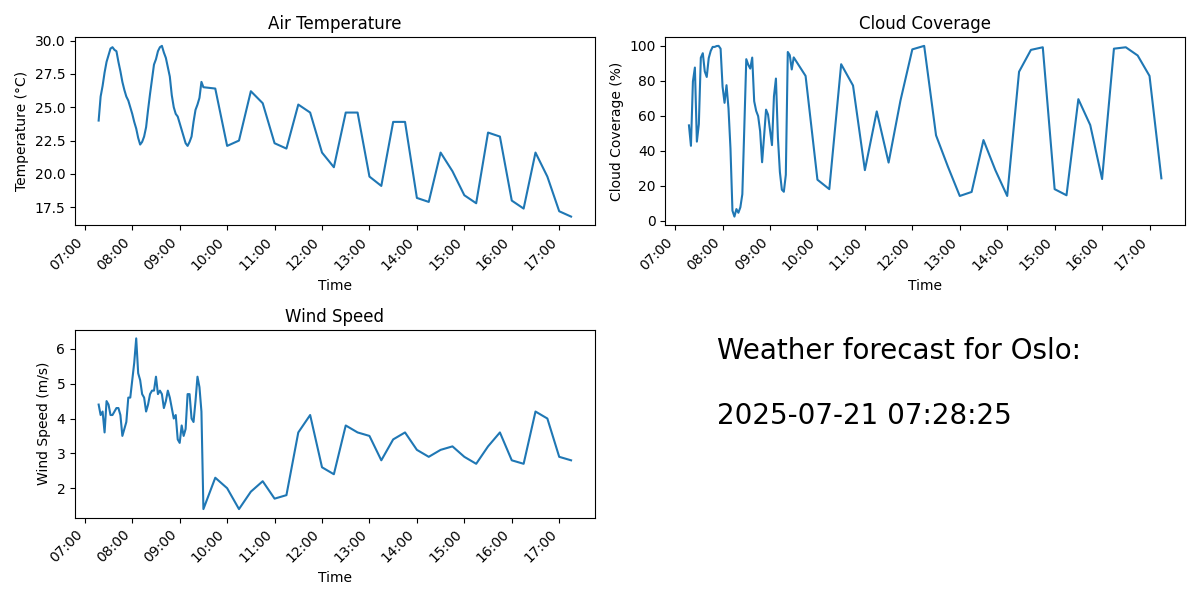 Air Temperature
Temperature (°C)
30.0
27.5
25.0
22.5
20.0
17.5
07:00 08:00 09:00 10:00 11:00 12:00 13:00 14:00 15:00 16:00 17:00
Time
Cloud Coverage
Cloud Coverage (%)
100
80
60
40
20
0
07:00 08:00 09:00 10:00 11:00 12:00 13:00 14:00 15:00 16:00 17:00
Time
Wind Speed
Wind Speed (m/s)
6
5
4
3
2
07:00 08:00 09:00 10:00 11:00 12:00 13:00 14:00 15:00 16:00 17:00
Time
Weather forecast for Oslo:
2025-07-21 07:28:25